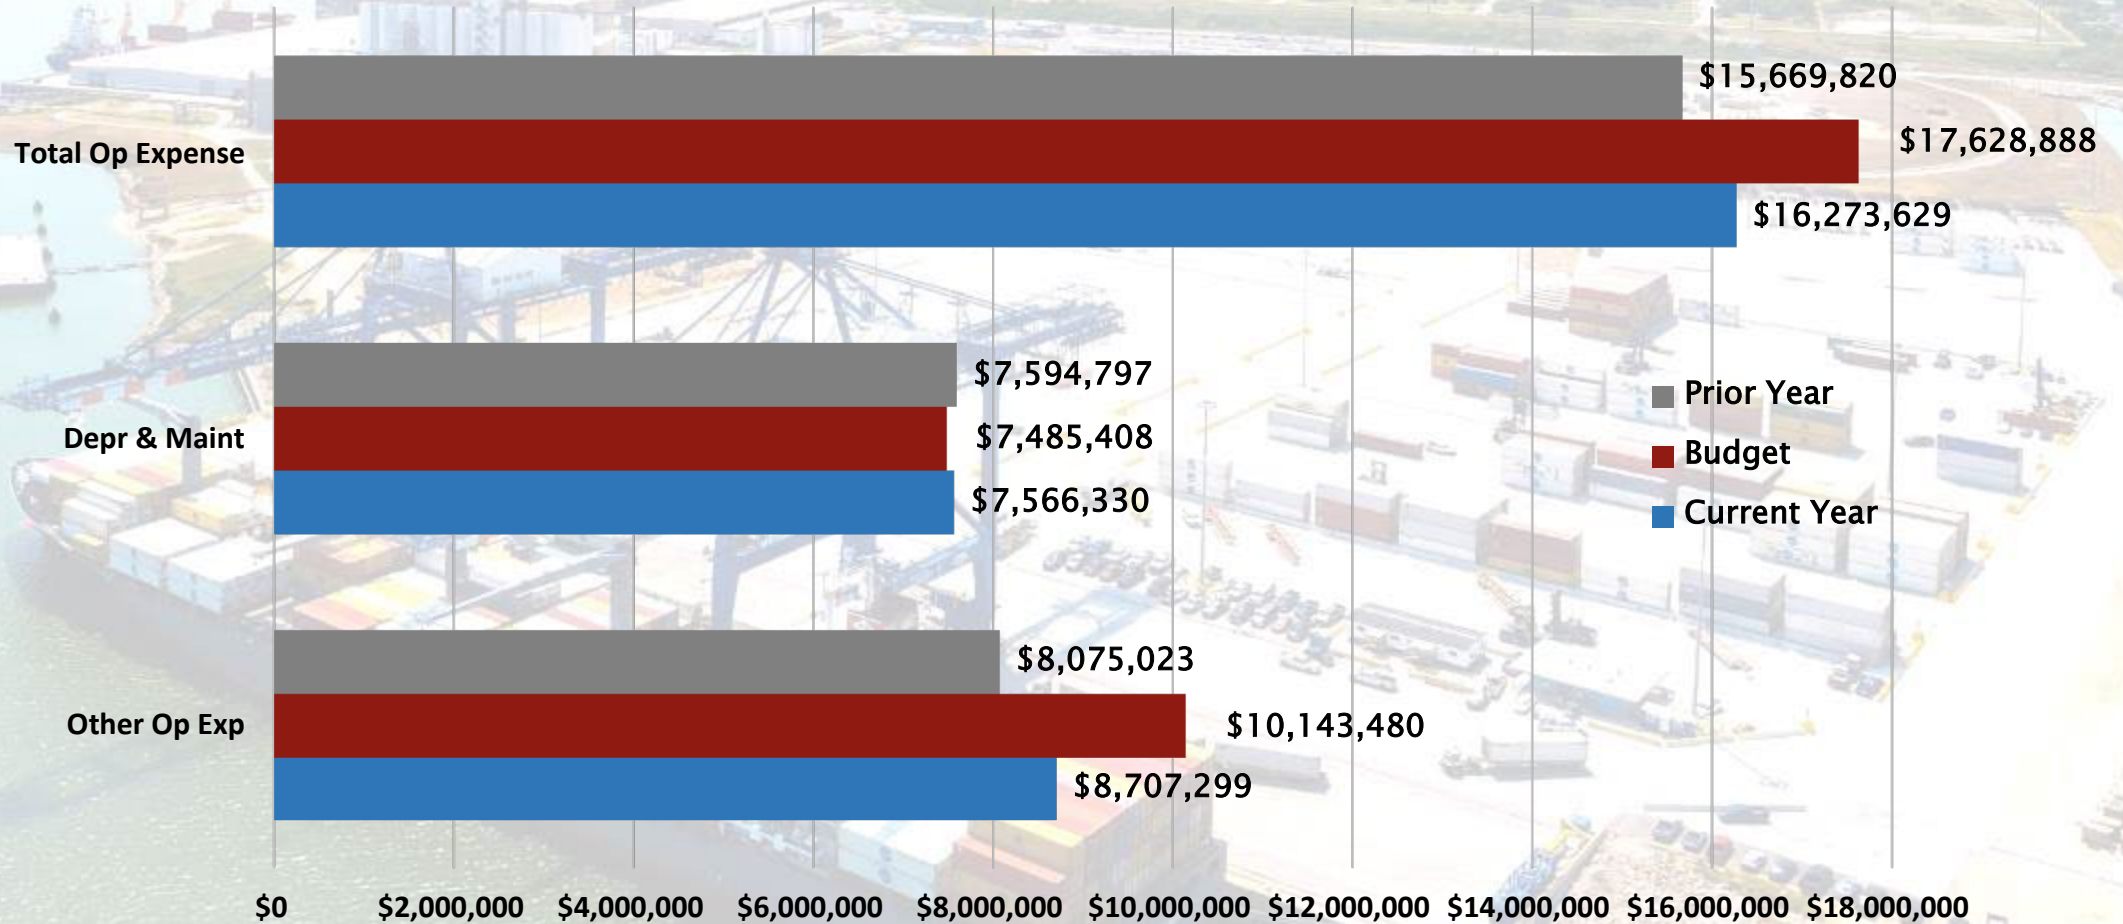 $15,669,820
Total Op Expense
$17,628,888
$16,273,629
$7,594,797
Depr & Maint
$7,485,408
$7,566,330
Prior Year
Budget
Current Year
$8,075,023
Other Op Exp
$10,143,480
$8,707,299
$0 $2,000,000 $4,000,000 $6,000,000 $8,000,000 $10,000,000 $12,000,000 $14,000,000 $16,000,000 $18,000,000